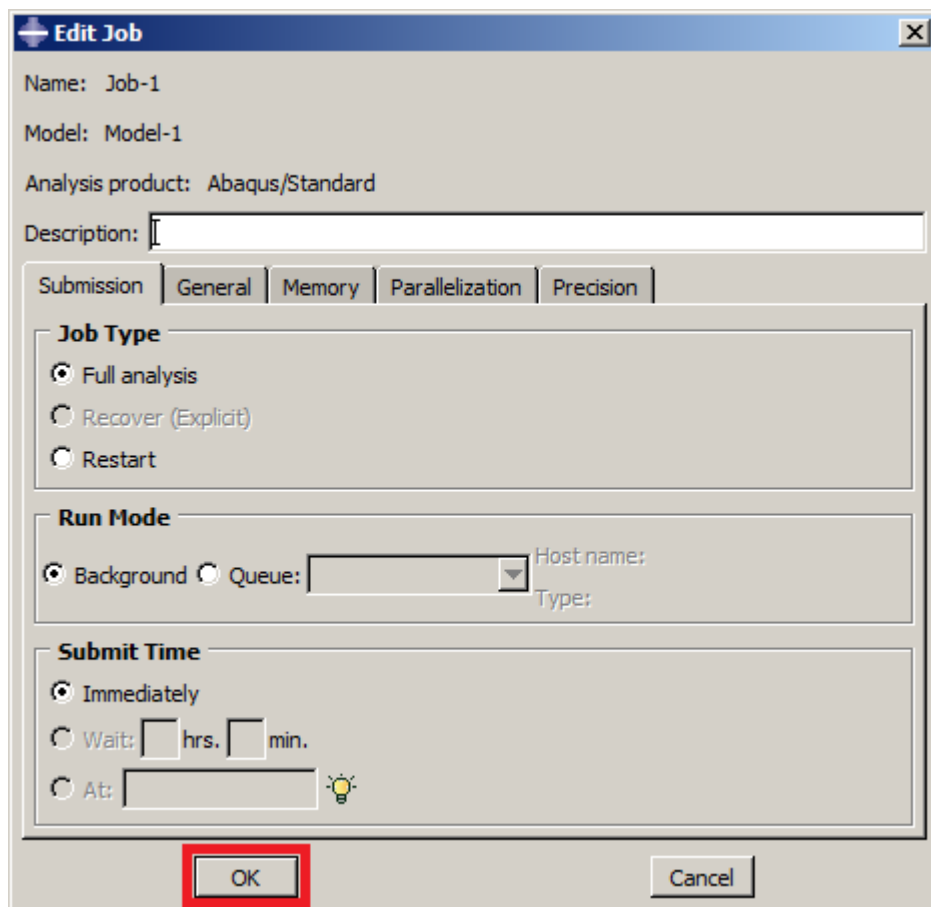 Edit Job
Name: Job-1
Model: Model-1
Analysis product: Abaqus/Standard
Description:
Submission General Memory Parallelization Precision
Job Type
Full analysis
Recover (Explicit)
Restart
Run Mode
Background Queue: Host name:
Type:
Submit Time
Immediately
Wait: hrs. min.
At:
OK Cancel